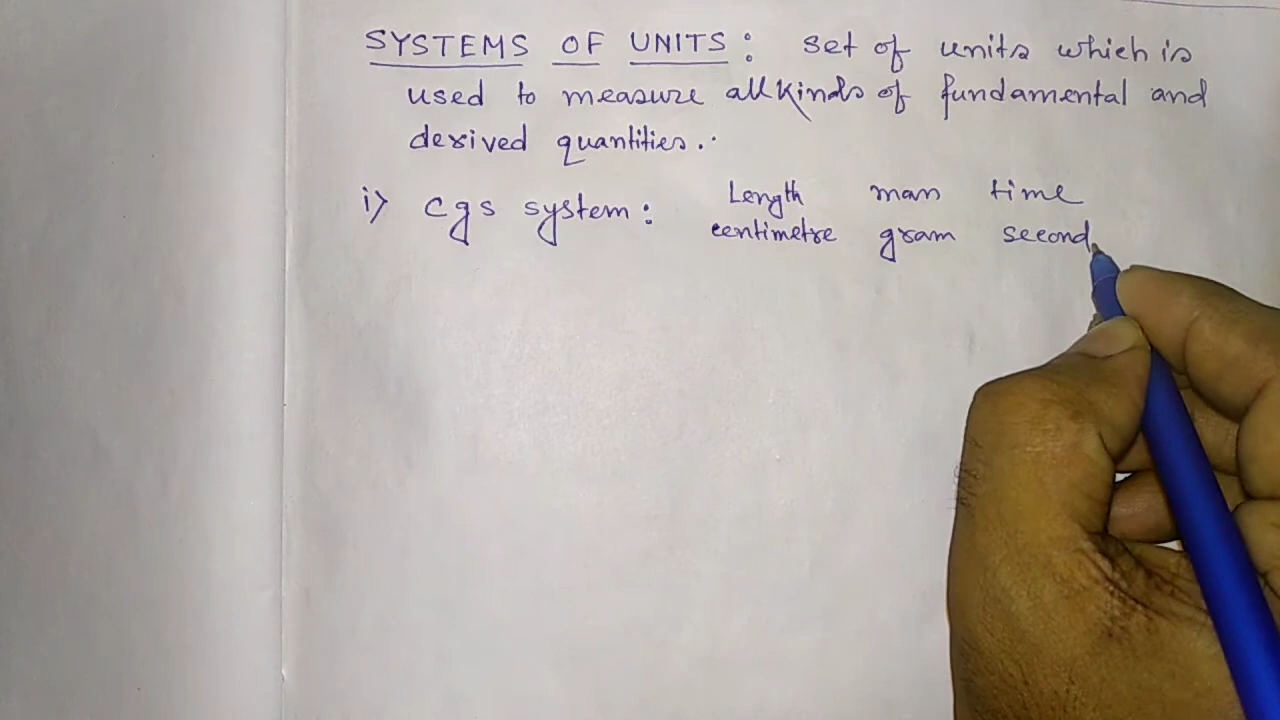 SYSTEMS OF UNITS: set of units which is
used to measure all kinds of fundamental and
derived quantities.
i) cgs system: Length mass time
centimetre gram second